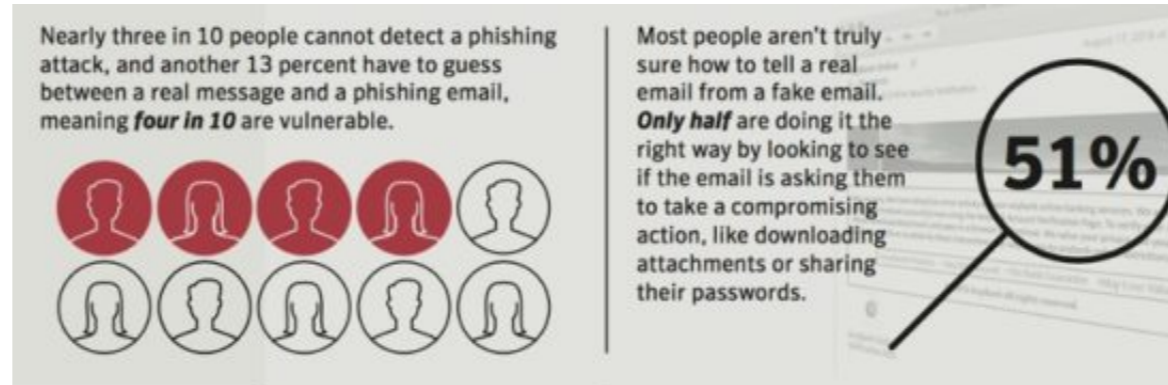 Nearly three in 10 people cannot detect a phishing
attack, and another 13 percent have to guess
between a real message and a phishing email,
meaning four in 10 are vulnerable.
Most people aren't truly
sure how to tell a real
email from a fake email.
Only half are doing it the
right way by looking to see
if the email is asking them
to take a compromising
action, like downloading
attachments or sharing
their passwords.
51%